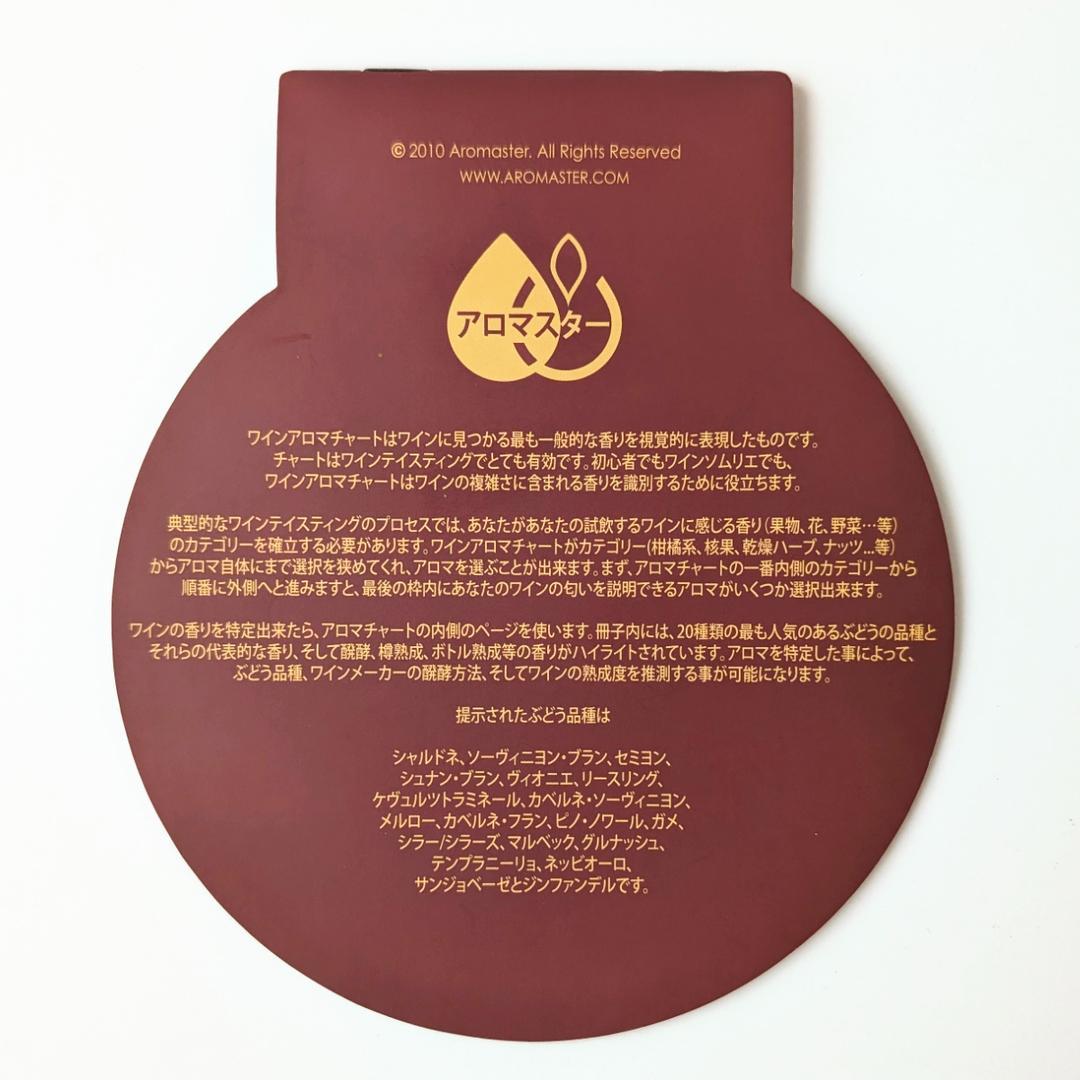 © 2010 Aromaster. All Rights Reserved
WWW.AROMASTER.COM
アロマスター
ワインアロマチャートはワインに見つかる最も一般的な香りを視覚的に表現したものです。
チャートはワインテイスティングでとても有効です。初心者でもワインソムリエでも、
ワインアロマチャートはワインの複雑さに含まれる香りを識別するために役立ちます。
典型的なワインテイスティングのプロセスでは、あなたがあなたの試飲するワインに感じる香り（果物、花、野菜…等）
のカテゴリーを確立する必要があります。ワインアロマチャートがカテゴリー(柑橘系、核果、乾燥ハーブ、ナッツ...等)
からアロマ自体にまで選択を狭めてくれ、アロマを選ぶことが出来ます。まず、アロマチャートの一番内側のカテゴリーから
順番に外側へと進みますと、最後の枠内にあなたのワインの匂いを説明できるアロマがいくつか選択出来ます。
ワインの香りを特定出来たら、アロマチャートの内側のページを使います。冊子内には、20種類の最も人気のあるぶどうの品種と
それらの代表的な香り、そして醗酵、樽熟成、ボトル熟成等の香りがハイライトされています。アロマを特定した事によって、
ぶどう品種、ワインメーカーの醗酵方法、そしてワインの熟成度を推測する事が可能になります。
提示されたぶどう品種は
シャルドネ、ソーヴィニヨン・ブラン、セミヨン、
シュナン・ブラン、ヴィオニエ、リースリング、
ケヴュルツトラミネール、カベルネ・ソーヴィニヨン、
メルロー、カベルネ・フラン、ピノ・ノワール、ガメ、
シラー/シラーズ、マルベック、グルナッシュ、
テンプラニーリョ、ネッビオーロ、
サンジョベーゼとジンファンデルです。